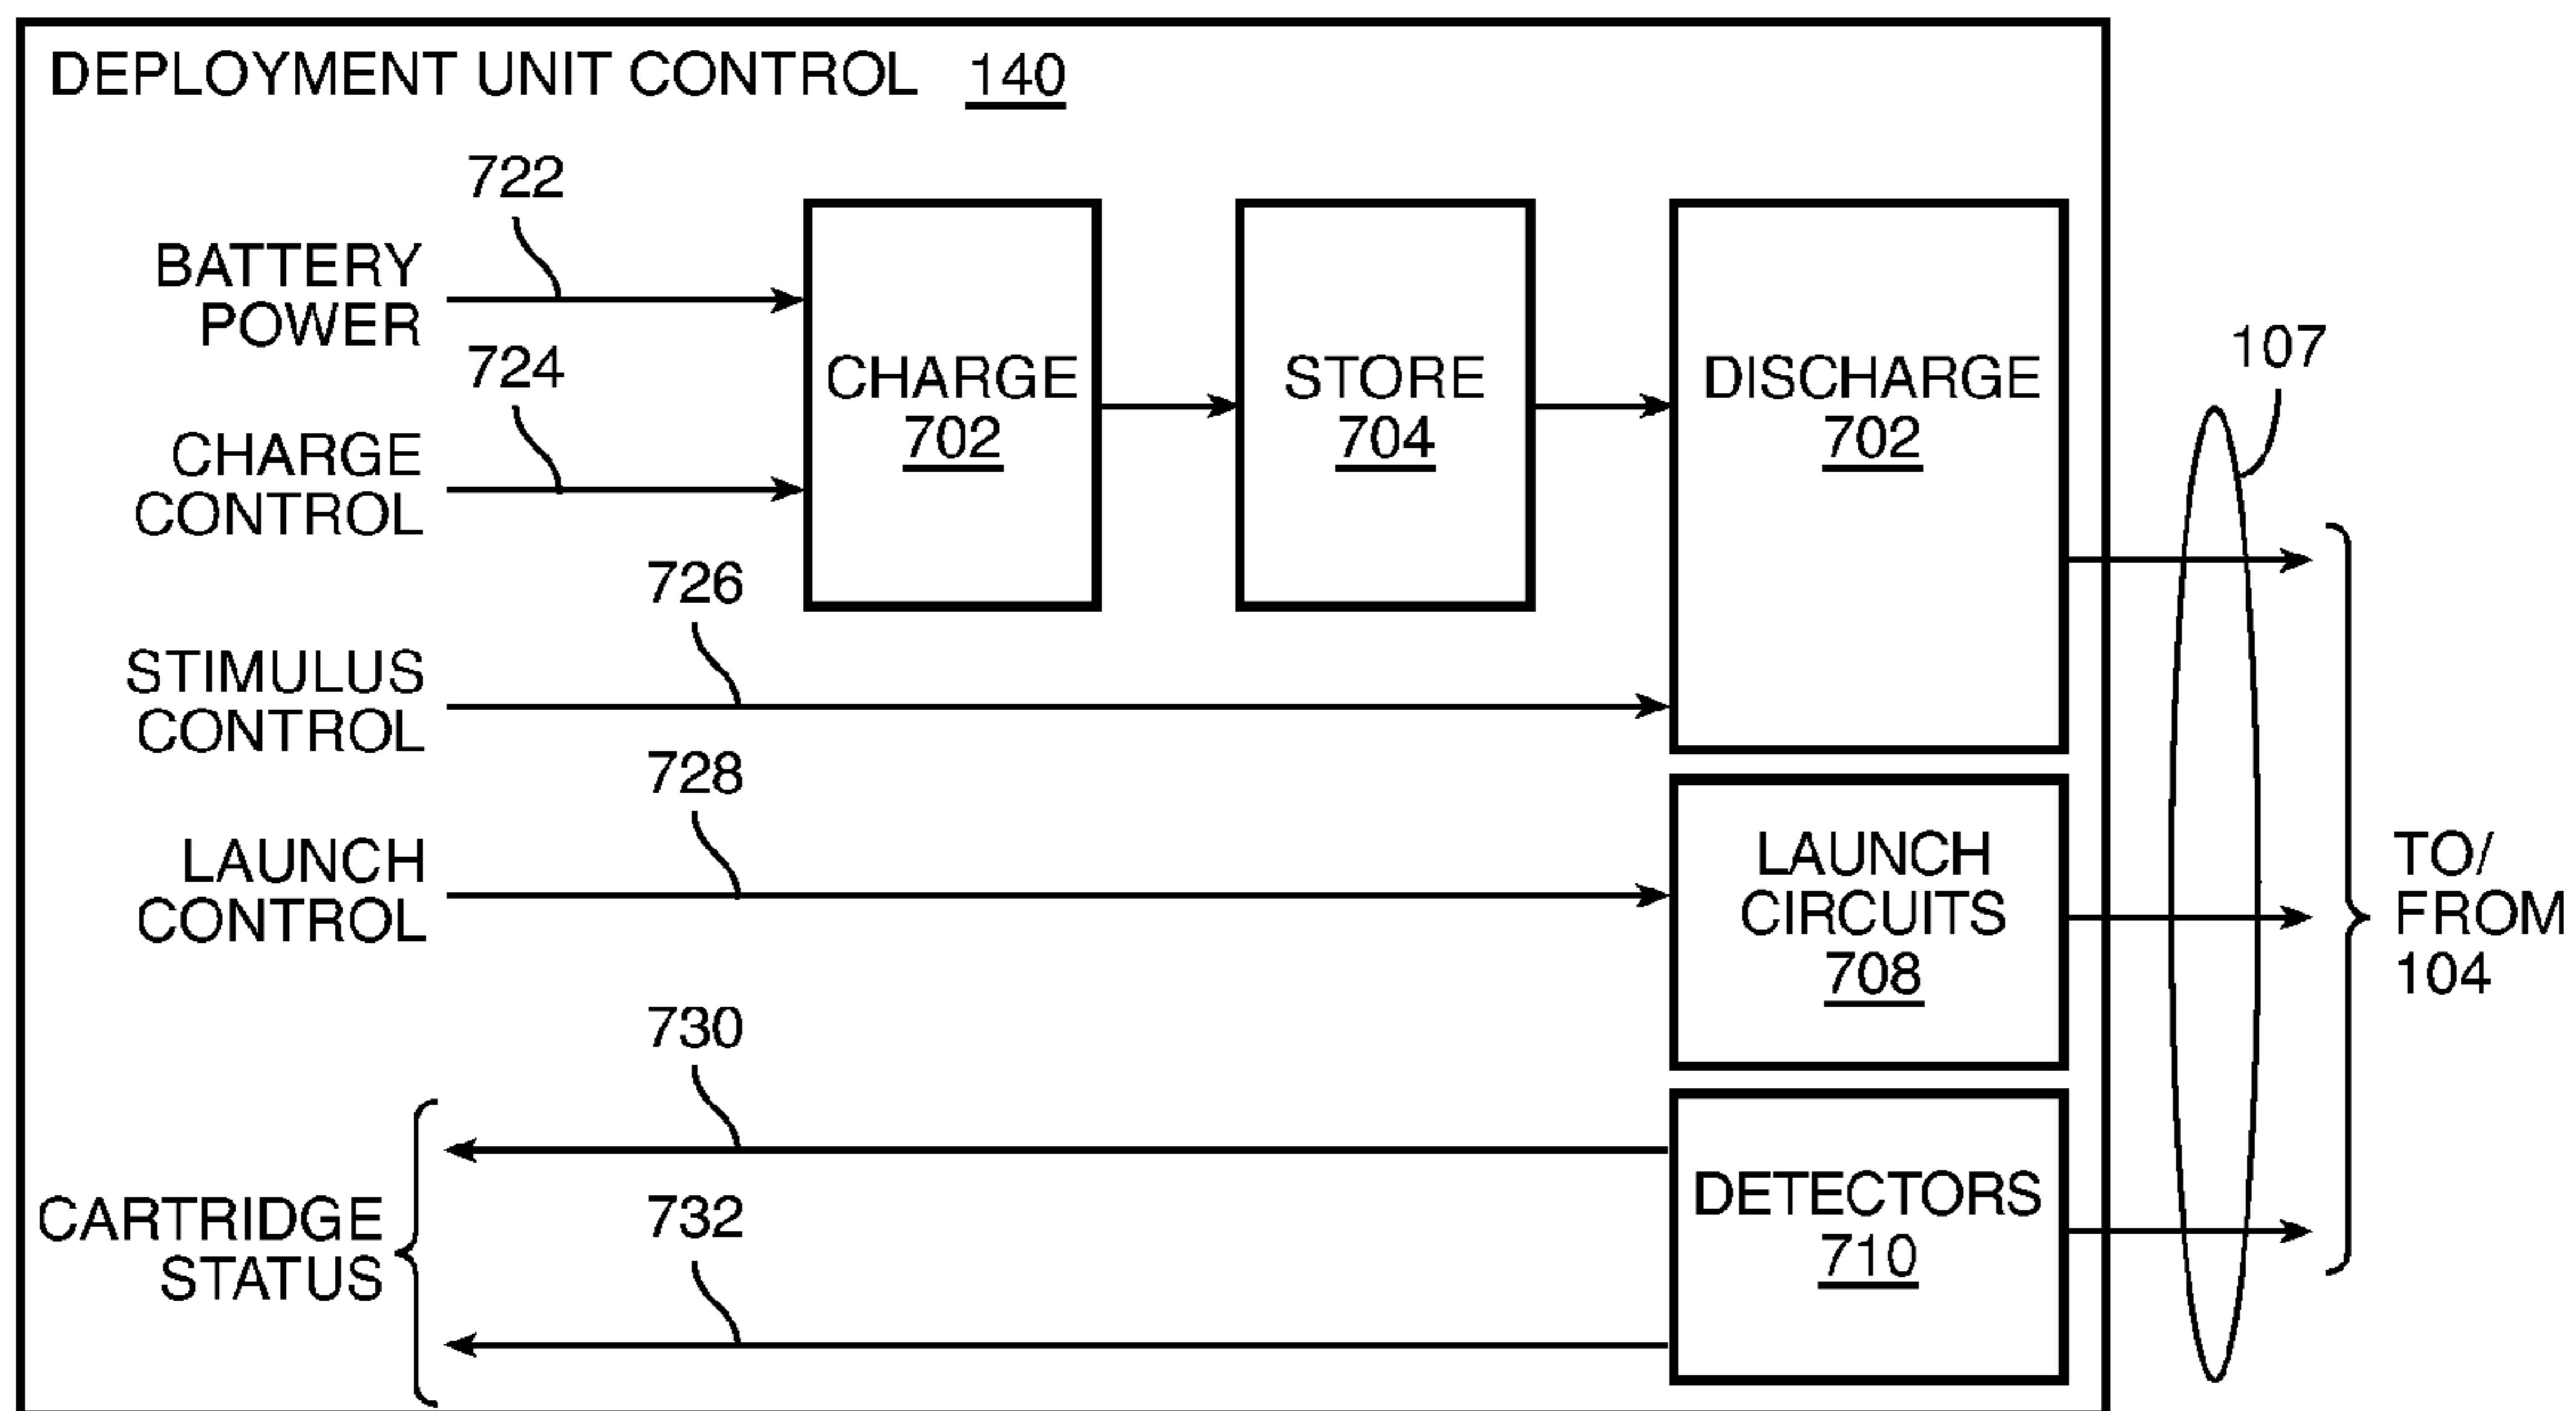 DEPLOYMENT UNIT CONTROL 140
722
BATTERY
POWER
724
CHARGE
CONTROL
CHARGE
702
STORE
704
DISCHARGE
702
107
726
STIMULUS
CONTROL
728
LAUNCH
CONTROL
LAUNCH
CIRCUITS
708
TO/
FROM
104
730
732
CARTRIDGE
STATUS
DETECTORS
710